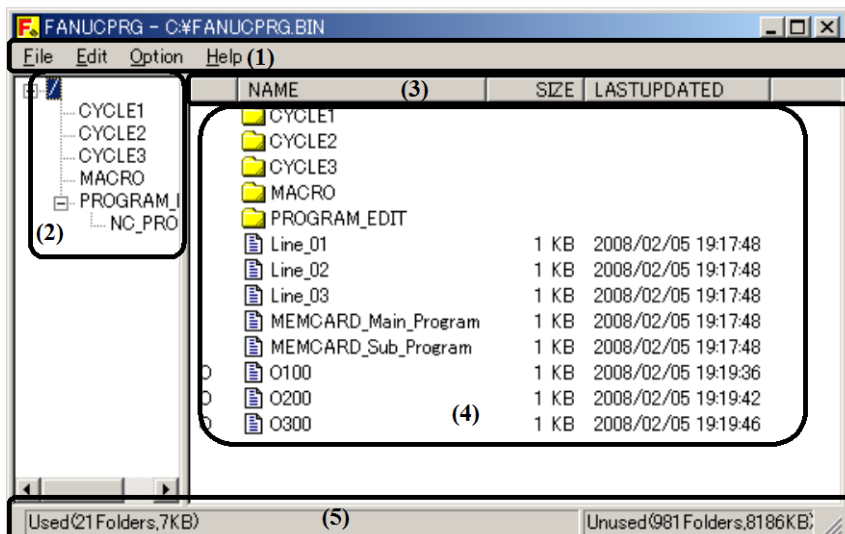 FANUCPRG - C:¥FANUCPRG.BIN
File Edit Option Help (1)
/
CYCLE1
CYCLE2
CYCLE3
MACRO
PROGRAM_
NC_PRO
(2)
NAME (3) SIZE LASTUPDATED
CYCLE1
CYCLE2
CYCLE3
MACRO
PROGRAM_EDIT
Line_01 1 KB 2008/02/05 19:17:48
Line_02 1 KB 2008/02/05 19:17:48
Line_03 1 KB 2008/02/05 19:17:48
MEMCARD_Main_Program 1 KB 2008/02/05 19:17:48
MEMCARD_Sub_Program 1 KB 2008/02/05 19:17:48
O O100 1 KB 2008/02/05 19:19:36
O O200 1 KB 2008/02/05 19:19:42
O O300 1 KB 2008/02/05 19:19:46
(4)
Used(21Folders,7KB) (5) Unused(981Folders,8186KB)